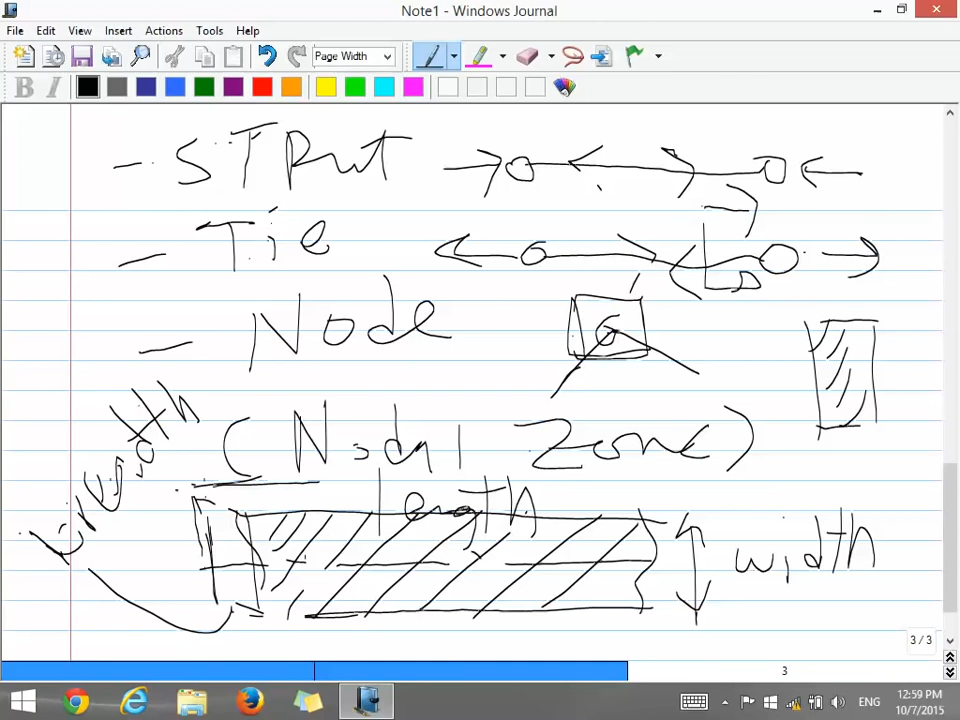 Note1 - Windows Journal
File Edit View Insert Actions Tools Help
Page Width
B I
- STRut
- Tie
- Node
(Nodal Zone)
length
width
3 / 3
3
ENG
12:59 PM
10/7/2015